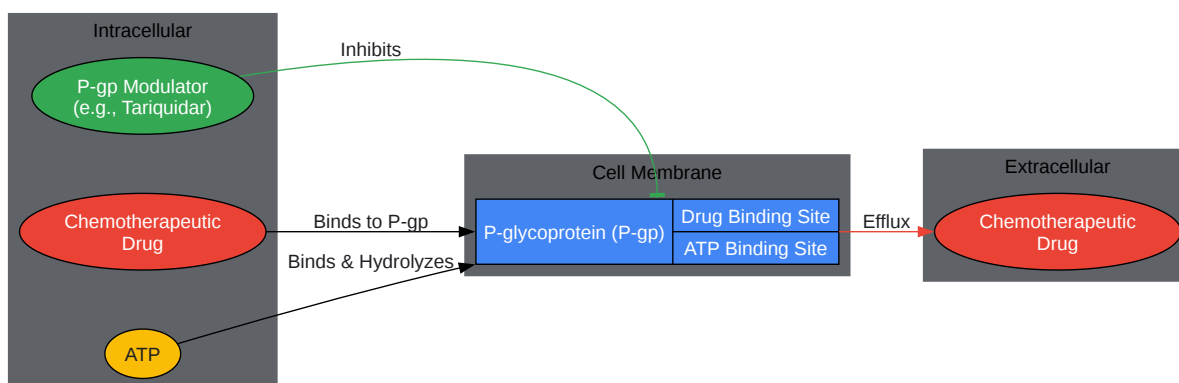 Intracellular
P-gp Modulator
(e.g., Tariquidar)
Inhibits
Chemotherapeutic
Drug
Binds to P-gp
Binds & Hydrolyzes
ATP
Cell Membrane
P-glycoprotein (P-gp)
Drug Binding Site
ATP Binding Site
Efflux
Extracellular
Chemotherapeutic
Drug